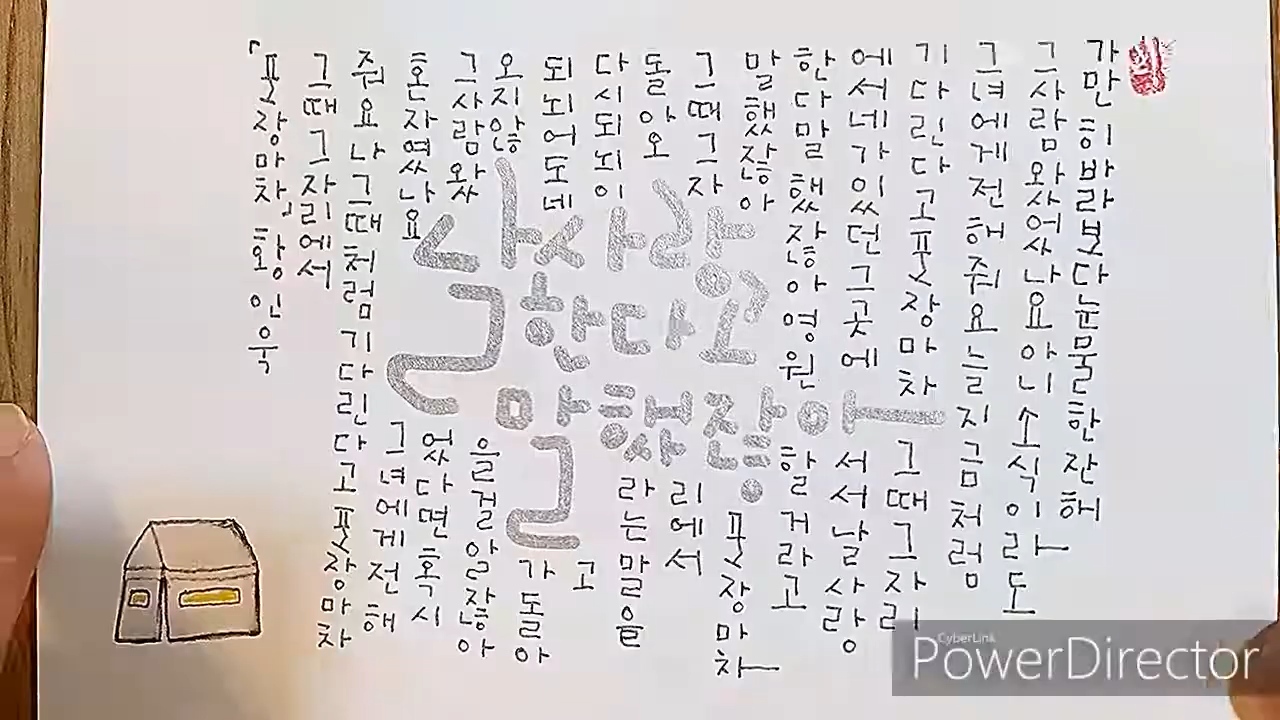 가만히바라보다눈물한잔해
그사람왔었나요아니소식이라도
그녀에게전해줘요늘지금처럼
기다린다고포장마차그때그자리
에서네가있던그곳에서서날사랑
한다말했잖아영원할거라고
말했잖아포장마차
그때그자리에서
돌아오라는말을
다시되뇌이고
되뇌어도네가돌아
오지않을걸알잖아
그사람왔었다면혹시
혼자였나요그녀에게전해
줘요나그때처럼기다린다고포장마차
그때그자리에서
「포장마차」황인욱
날사랑
한다고
말했잖아
CyberLink
PowerDirector